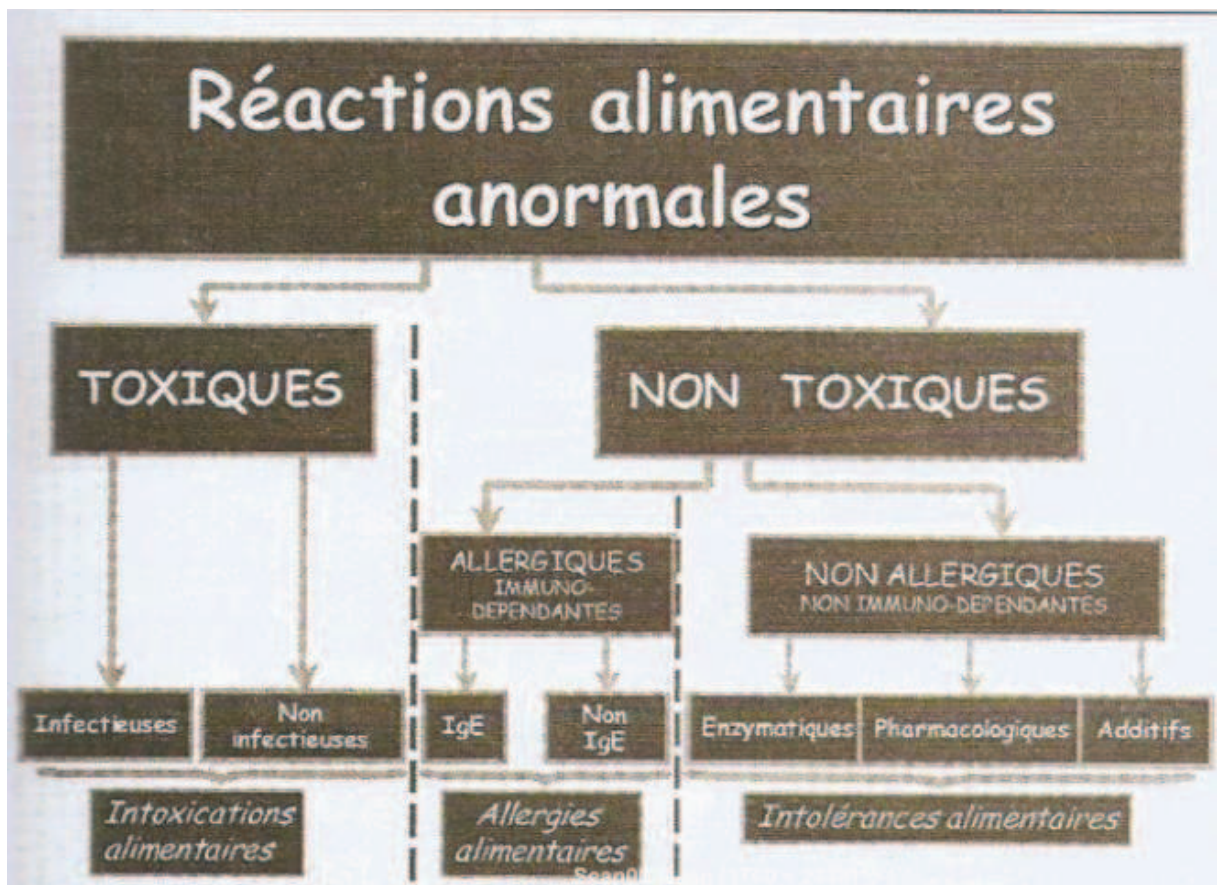 Réactions alimentaires
anormales
TOXIQUES
NON TOXIQUES
ALLERGIQUES
IMMUNO-
DEPENDANTES
NON ALLERGIQUES
NON IMMUNO-DEPENDANTES
Infectieuses
Non
infectieuses
IgE
Non
IgE
Enzymatiques
Pharmacologiques
Additifs
Intoxications
alimentaires
Allergies
alimentaires
Intolérances alimentaires